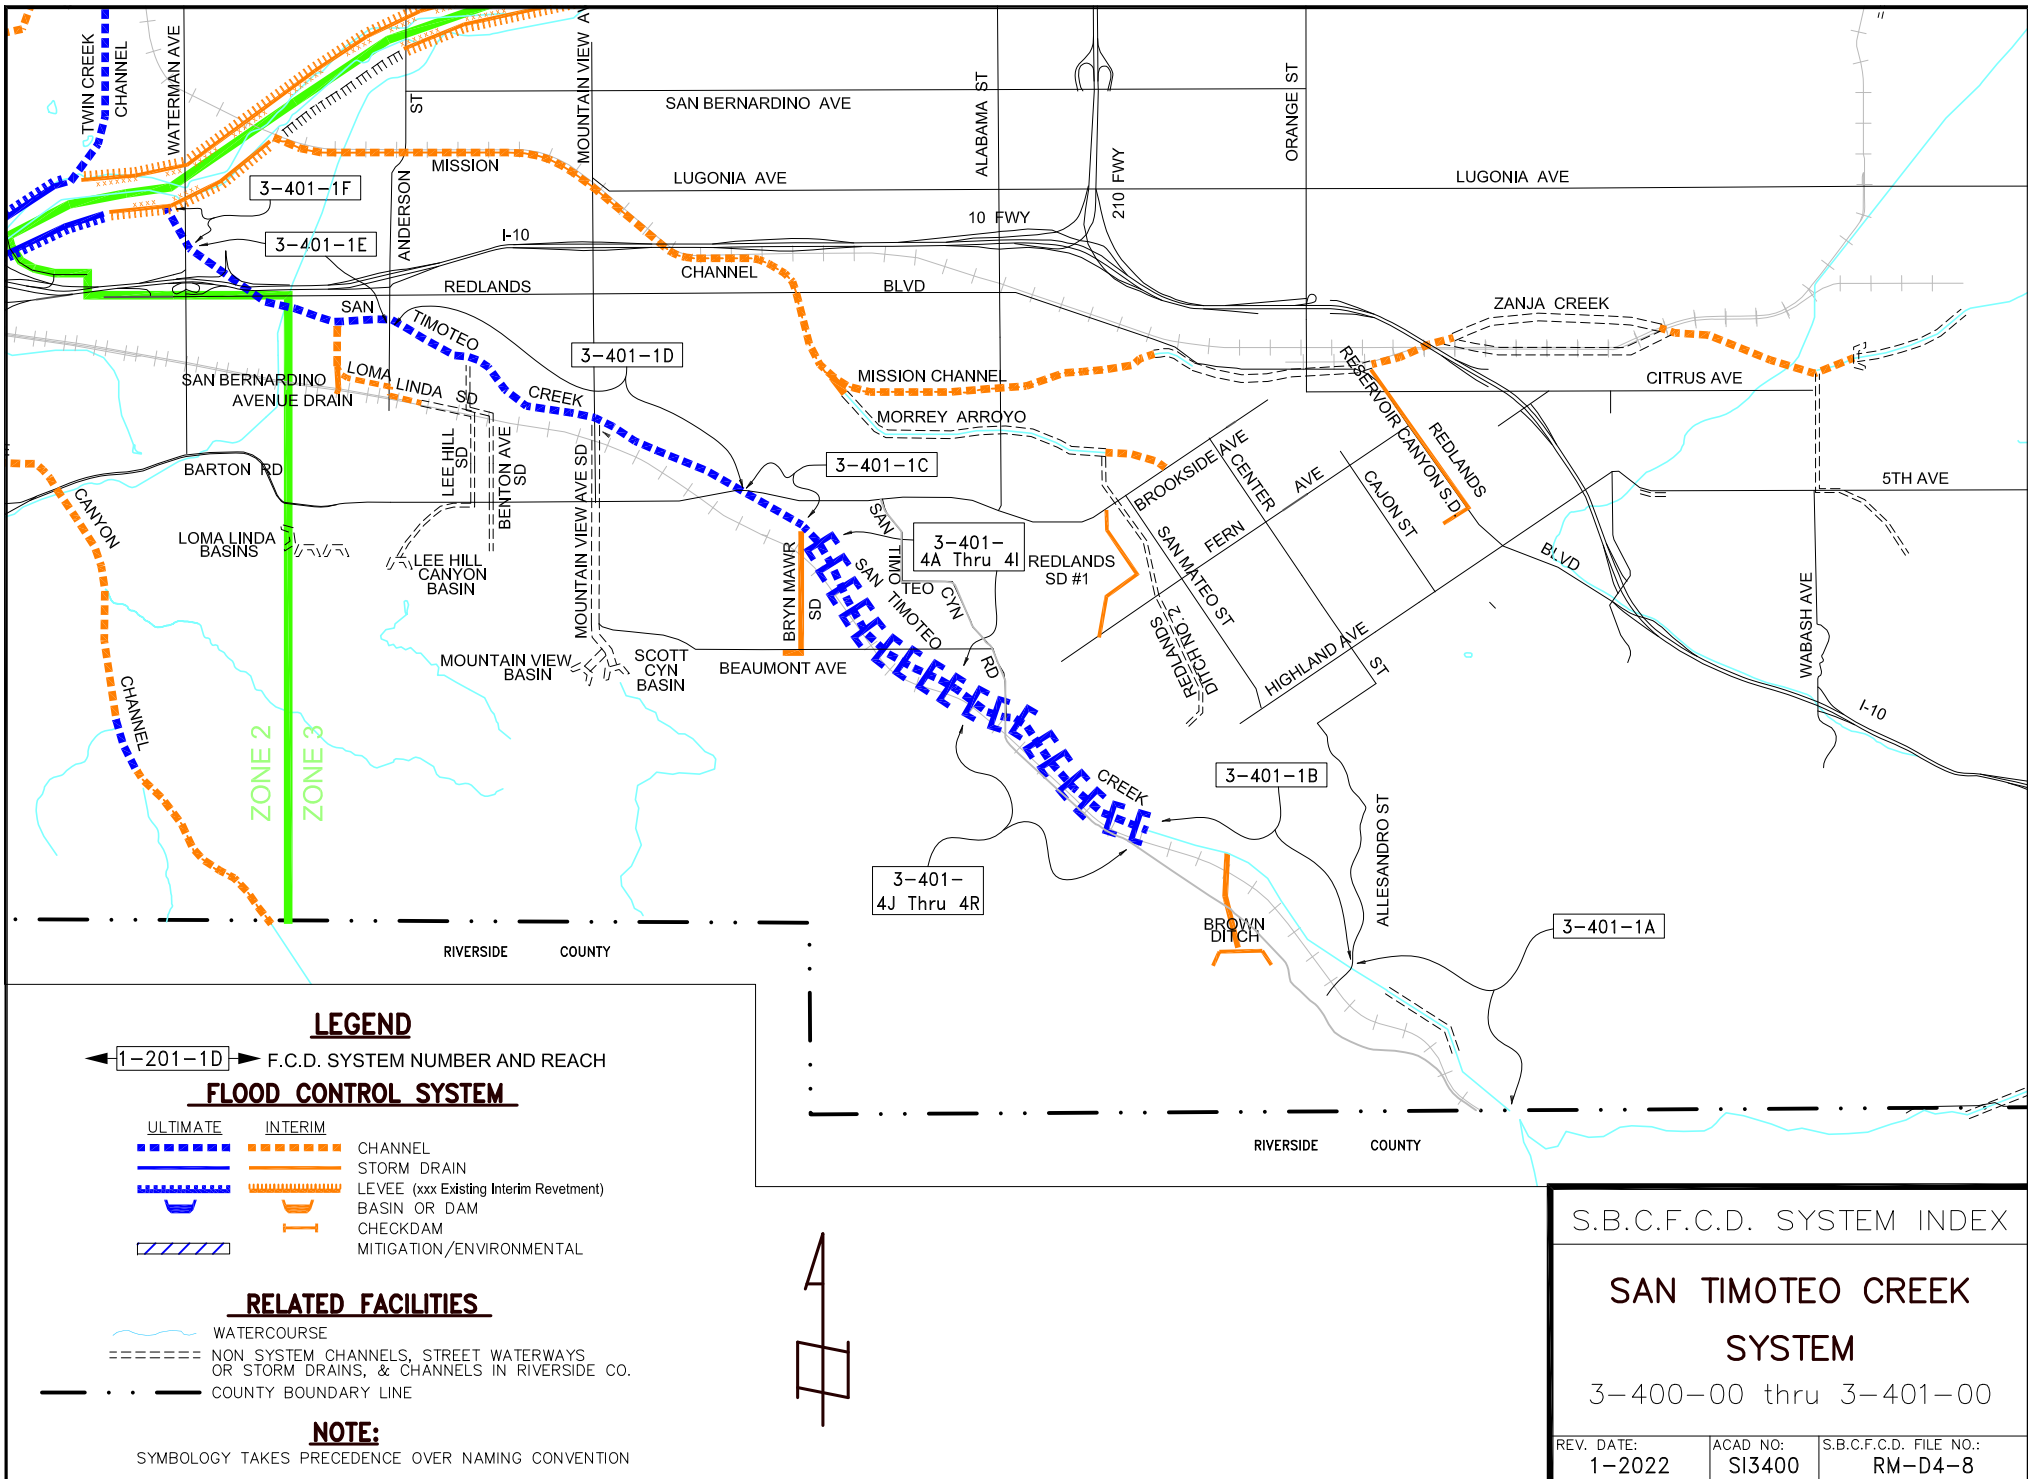 TWIN CREEK
CHANNEL
WATERMAN AVE
ST
ANDERSON
MOUNTAIN VIEW AV
SAN BERNARDINO AVE
ALABAMA ST
210 FWY
ORANGE ST
MISSION
LUGONIA AVE
LUGONIA AVE
3-401-1F
3-401-1E
I-10
10 FWY
CHANNEL
REDLANDS
BLVD
ZANJA CREEK
SAN
TIMOTEO
CREEK
3-401-1D
LOMA LINDA SD
SAN BERNARDINO
AVENUE DRAIN
MISSION CHANNEL
MORREY ARROYO
RESERVOIR CANYON S.D.
REDLANDS
CITRUS AVE
BARTON RD
CANYON
CHANNEL
LEE HILL
SD
BENTON AVE
SD
MOUNTAIN VIEW AVE SD
3-401-1C
BROOKSIDE AVE
CENTER
ST
FERN
AVE
CAJON ST
5TH AVE
LOMA LINDA
BASINS
LEE HILL
CANYON
BASIN
BRYN MAWR
SD
SAN
TIMO
TEO
CYN
RD
3-401-
4A Thru 4I
SAN
TIMOTEO
CREEK
REDLANDS
SD #1
SAN MATEO ST
REDLANDS
DITCH NO. 2
BLVD
HIGHLAND AVE
WABASH AVE
MOUNTAIN VIEW
BASIN
SCOTT
CYN
BASIN
BEAUMONT AVE
I-10
ZONE 2
ZONE 3
3-401-1B
ALLESANDRO ST
3-401-
4J Thru 4R
BROWN
DITCH
3-401-1A
RIVERSIDE COUNTY
RIVERSIDE COUNTY
LEGEND
1-201-1D F.C.D. SYSTEM NUMBER AND REACH
FLOOD CONTROL SYSTEM
ULTIMATE INTERIM
CHANNEL
STORM DRAIN
LEVEE (xxx Existing Interim Revetment)
BASIN OR DAM
CHECKDAM
MITIGATION/ENVIRONMENTAL
RELATED FACILITIES
WATERCOURSE
NON SYSTEM CHANNELS, STREET WATERWAYS
OR STORM DRAINS, & CHANNELS IN RIVERSIDE CO.
COUNTY BOUNDARY LINE
NOTE:
SYMBOLOGY TAKES PRECEDENCE OVER NAMING CONVENTION
S.B.C.F.C.D. SYSTEM INDEX
SAN TIMOTEO CREEK
SYSTEM
3-400-00 thru 3-401-00
REV. DATE:
1-2022
ACAD NO:
SI3400
S.B.C.F.C.D. FILE NO.:
RM-D4-8